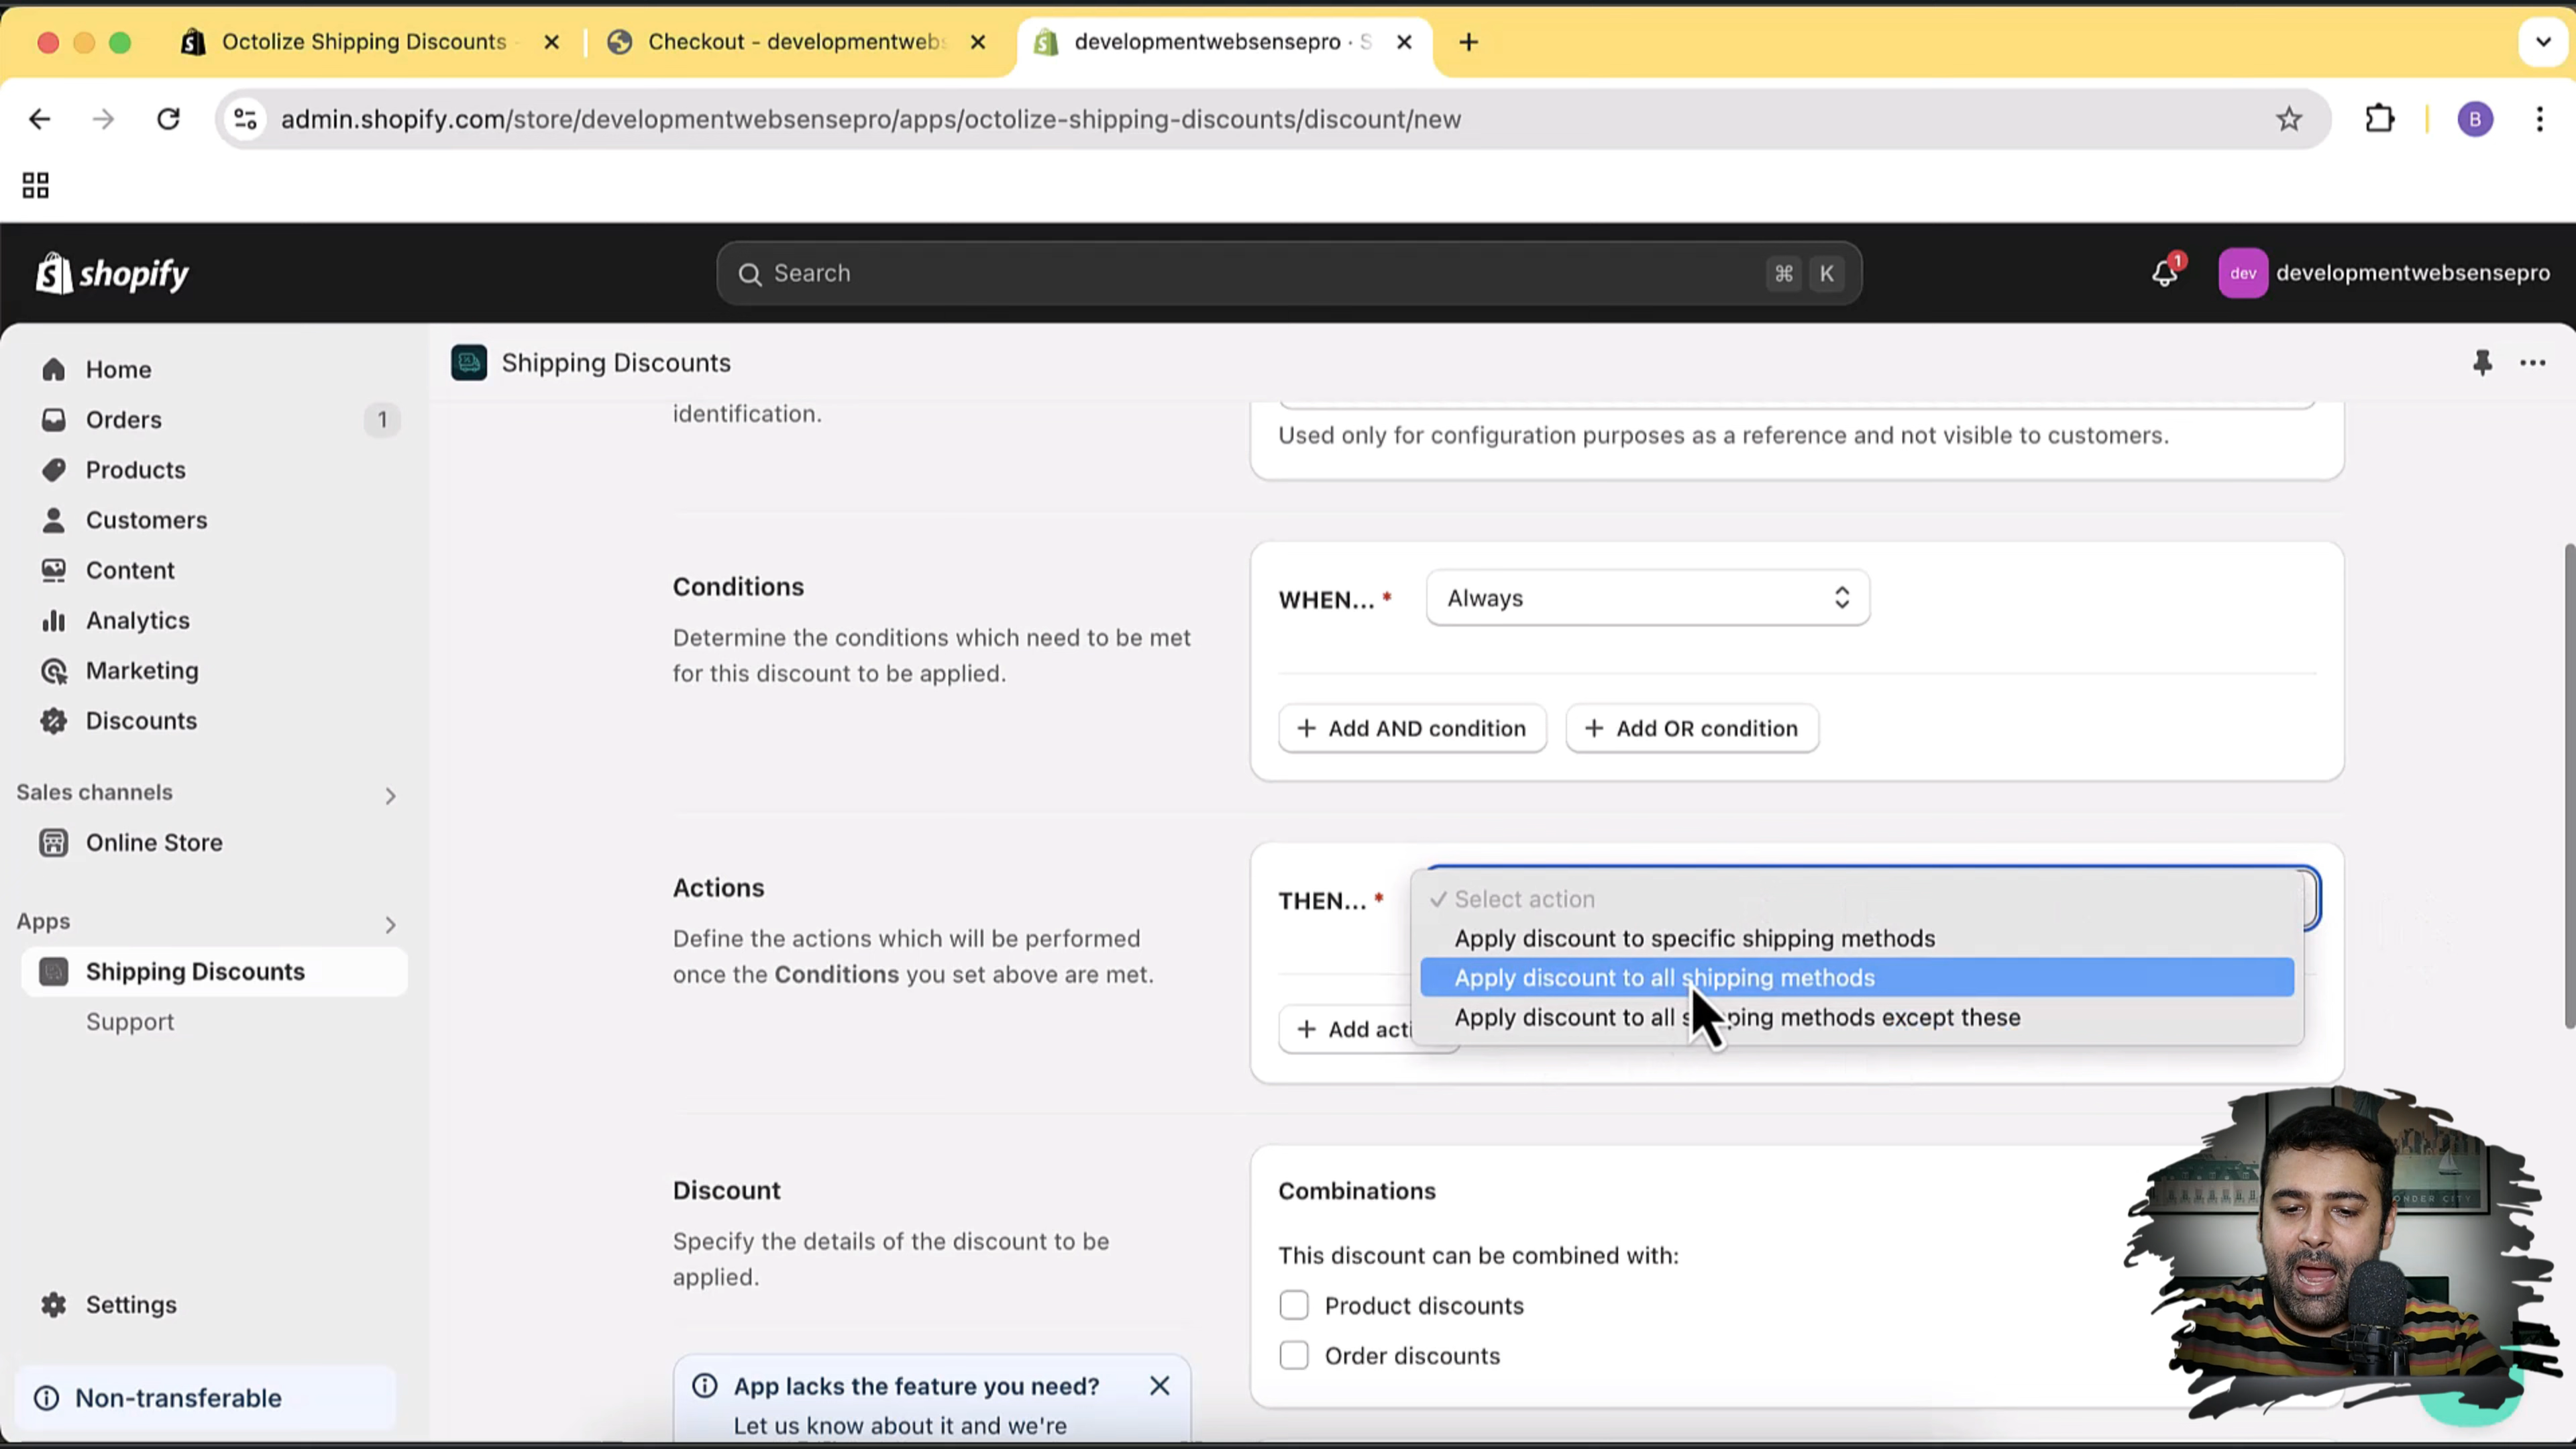 Octolize Shipping Discounts
Checkout - developmentwebs
developmentwebsensepro · S
admin.shopify.com/store/developmentwebsensepro/apps/octolize-shipping-discounts/discount/new
B
shopify
Search
⌘ K
1
dev
developmentwebsensepro
Home
Orders
1
Products
Customers
Content
Analytics
Marketing
Discounts
Sales channels
Online Store
Apps
Shipping Discounts
Support
Settings
Non-transferable
Shipping Discounts
identification.
Used only for configuration purposes as a reference and not visible to customers.
Conditions
Determine the conditions which need to be met
for this discount to be applied.
WHEN... *
Always
+ Add AND condition
+ Add OR condition
Actions
Define the actions which will be performed
once the Conditions you set above are met.
THEN... *
✓ Select action
Apply discount to specific shipping methods
Apply discount to all shipping methods
Apply discount to all shipping methods except these
+ Add acti
Discount
Specify the details of the discount to be
applied.
Combinations
This discount can be combined with:
Product discounts
Order discounts
App lacks the feature you need?
Let us know about it and we're
ONDER CITY